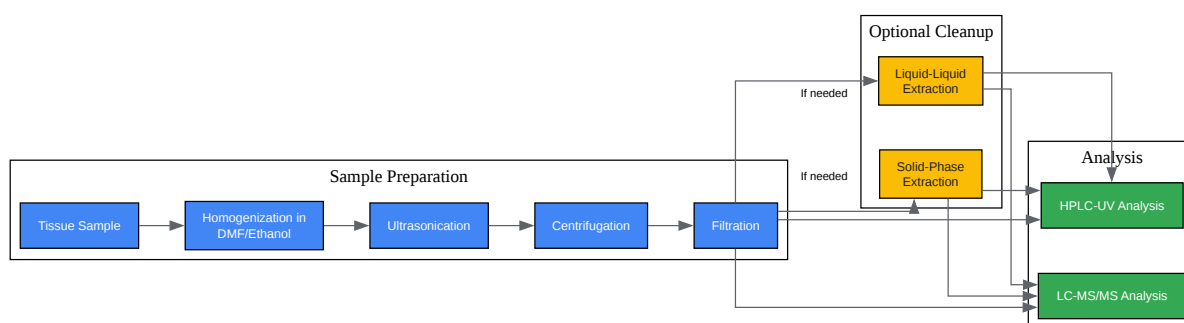 Optional Cleanup
Liquid-Liquid
Extraction
If needed
Solid-Phase
Extraction
If needed
Analysis
Sample Preparation
Tissue Sample
Homogenization in
DMF/Ethanol
Ultrasonication
Centrifugation
Filtration
HPLC-UV Analysis
LC-MS/MS Analysis